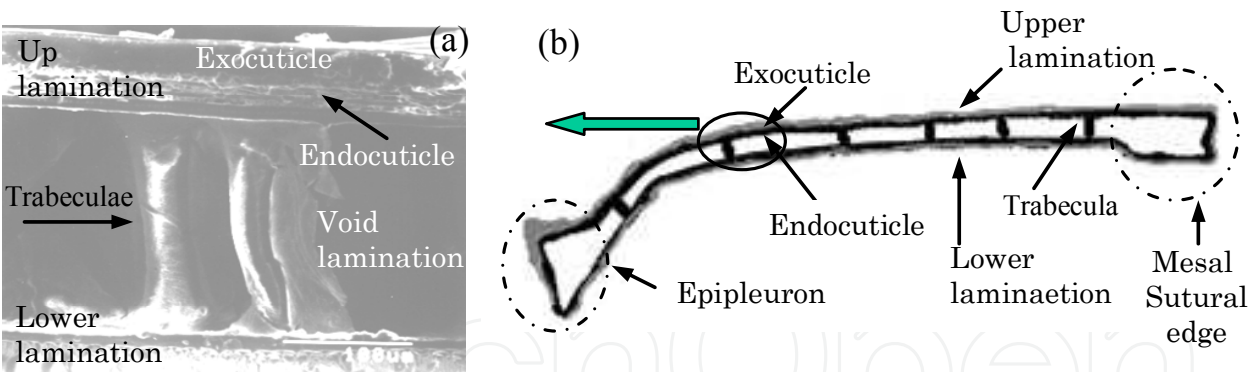 (a)
Up
lamination
Exocuticle
Endocuticle
Trabeculae
Void
lamination
Lower
lamination
100um
(b)
Exocuticle
Upper
lamination
Endocuticle
Trabecula
Lower
laminaetion
Epipleuron
Mesal
Sutural
edge